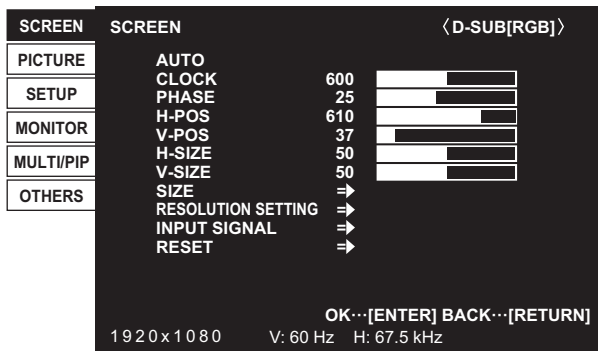 SCREEN
PICTURE
SETUP
MONITOR
MULTI/PIP
OTHERS
SCREEN 〈D-SUB[RGB]〉
AUTO
CLOCK 600
PHASE 25
H-POS 610
V-POS 37
H-SIZE 50
V-SIZE 50
SIZE
RESOLUTION SETTING
INPUT SIGNAL
RESET
OK···[ENTER] BACK···[RETURN]
1920x1080 V: 60 Hz H: 67.5 kHz